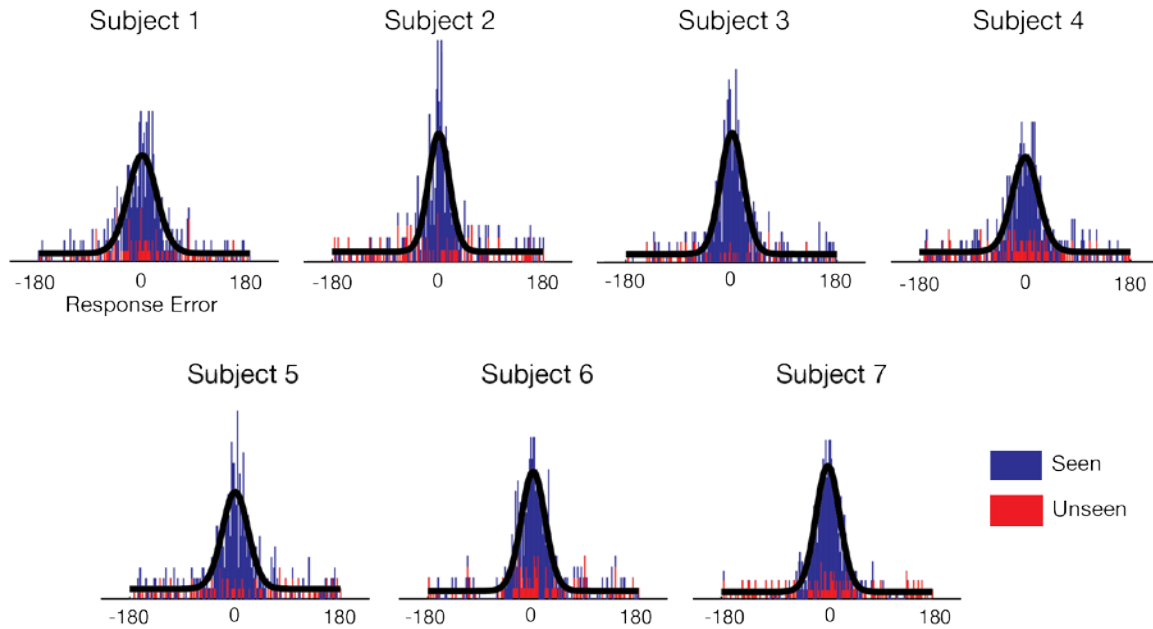 Subject 1
Subject 2
Subject 3
Subject 4
-180 0 180
-180 0 180
-180 0 180
-180 0 180
Response Error
Subject 5
Subject 6
Subject 7
Seen
Unseen
-180 0 180
-180 0 180
-180 0 180